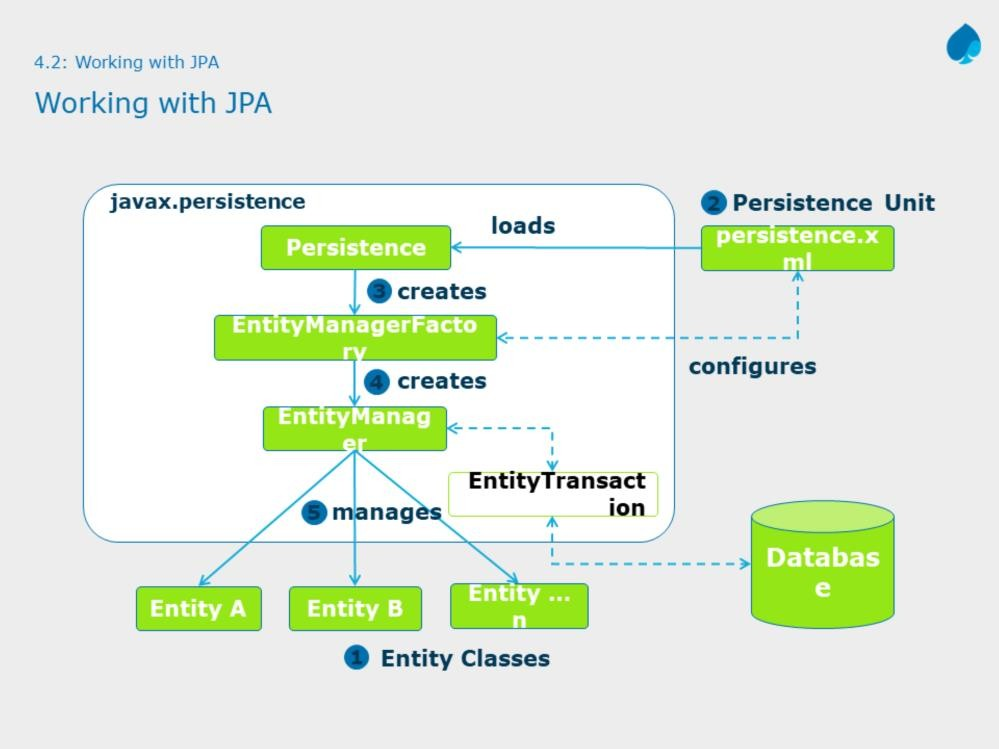 4.2: Working with JPA
Working with JPA
javax.persistence
2 Persistence Unit
loads
Persistence
persistence.x
ml
3 creates
EntityManagerFacto
ry
configures
4 creates
EntityManag
er
EntityTransact
ion
5 manages
Databas
e
Entity A
Entity B
Entity ...
n
1 Entity Classes